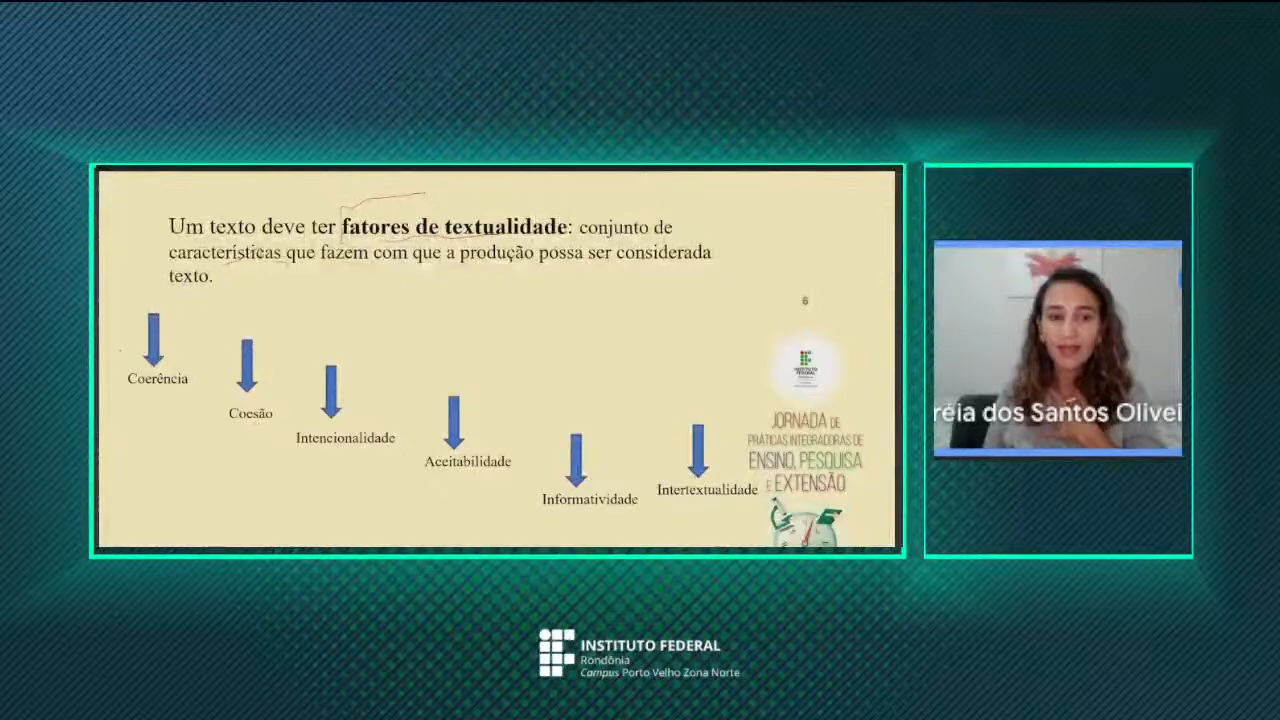 Um texto deve ter fatores de textualidade: conjunto de
características que fazem com que a produção possa ser considerada
texto.
6
Coerência
Coesão
Intencionalidade
Aceitabilidade
Informatividade
Intertextualidade
INSTITUTO
FEDERAL
JORNADA DE
PRÁTICAS INTEGRADORAS DE
ENSINO, PESQUISA
E EXTENSÃO
réia dos Santos Olivei
INSTITUTO FEDERAL
Rondônia
Campus Porto Velho Zona Norte